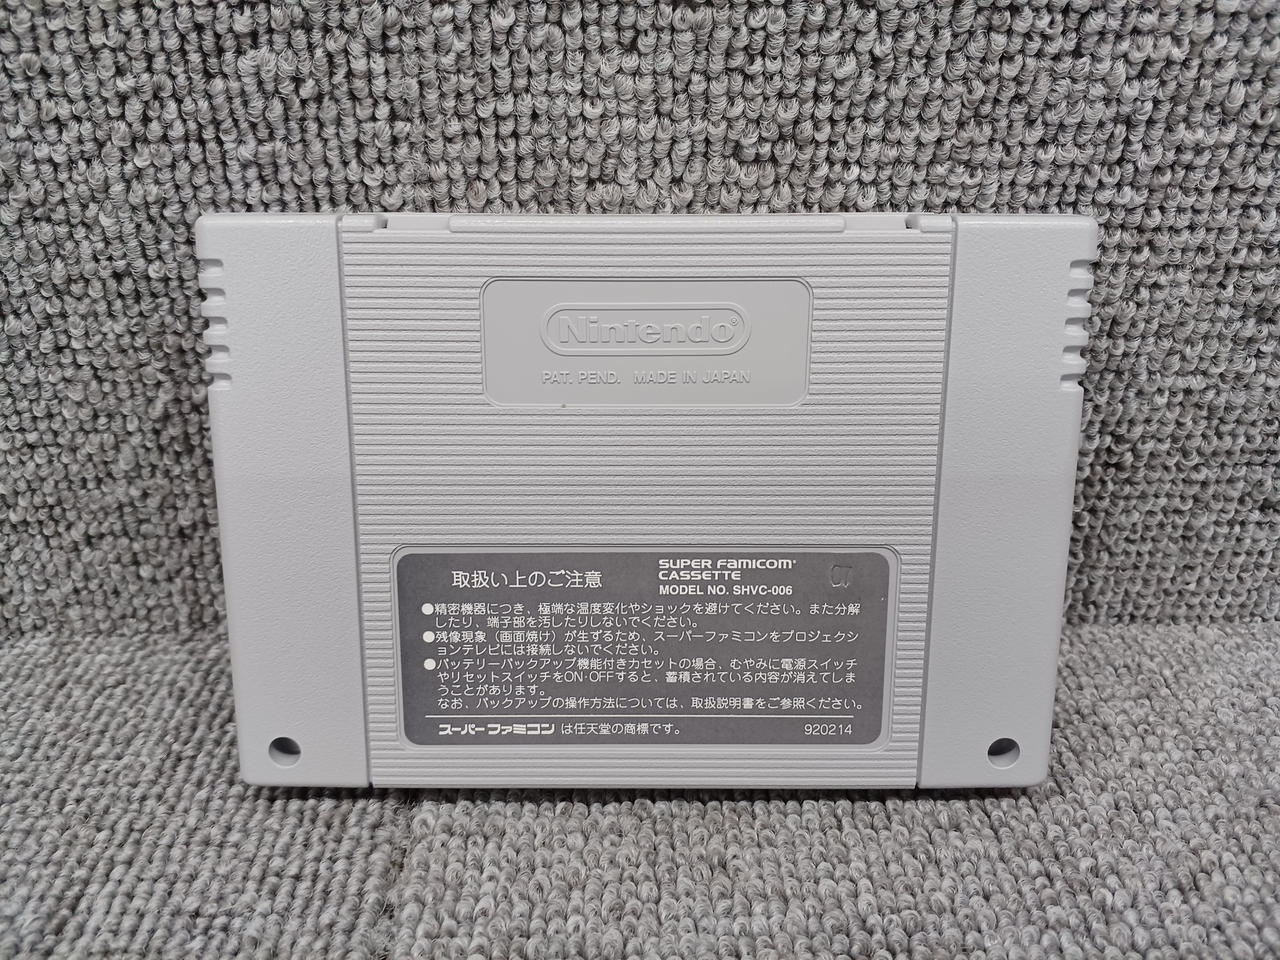 Nintendo®
PAT. PEND. MADE IN JAPAN
取扱い上のご注意
SUPER FAMICOM
CASSETTE
MODEL NO. SHVC-006
●精密機器につき、極端な温度変化やショックを避けてください。また分解
したり、端子部を汚したりしないでください。
●残像現象（画面焼け）が生ずるため、スーパーファミコンをプロジェクシ
ョンテレビには接続しないでください。
●バッテリーバックアップ機能付きカセットの場合、むやみに電源スイッチ
やリセットスイッチをON・OFFすると、蓄積されている内容が消えてしま
うことがあります。
なお、バックアップの操作方法については、取扱説明書をご参照ください。
スーパーファミコン は任天堂の商標です。
920214